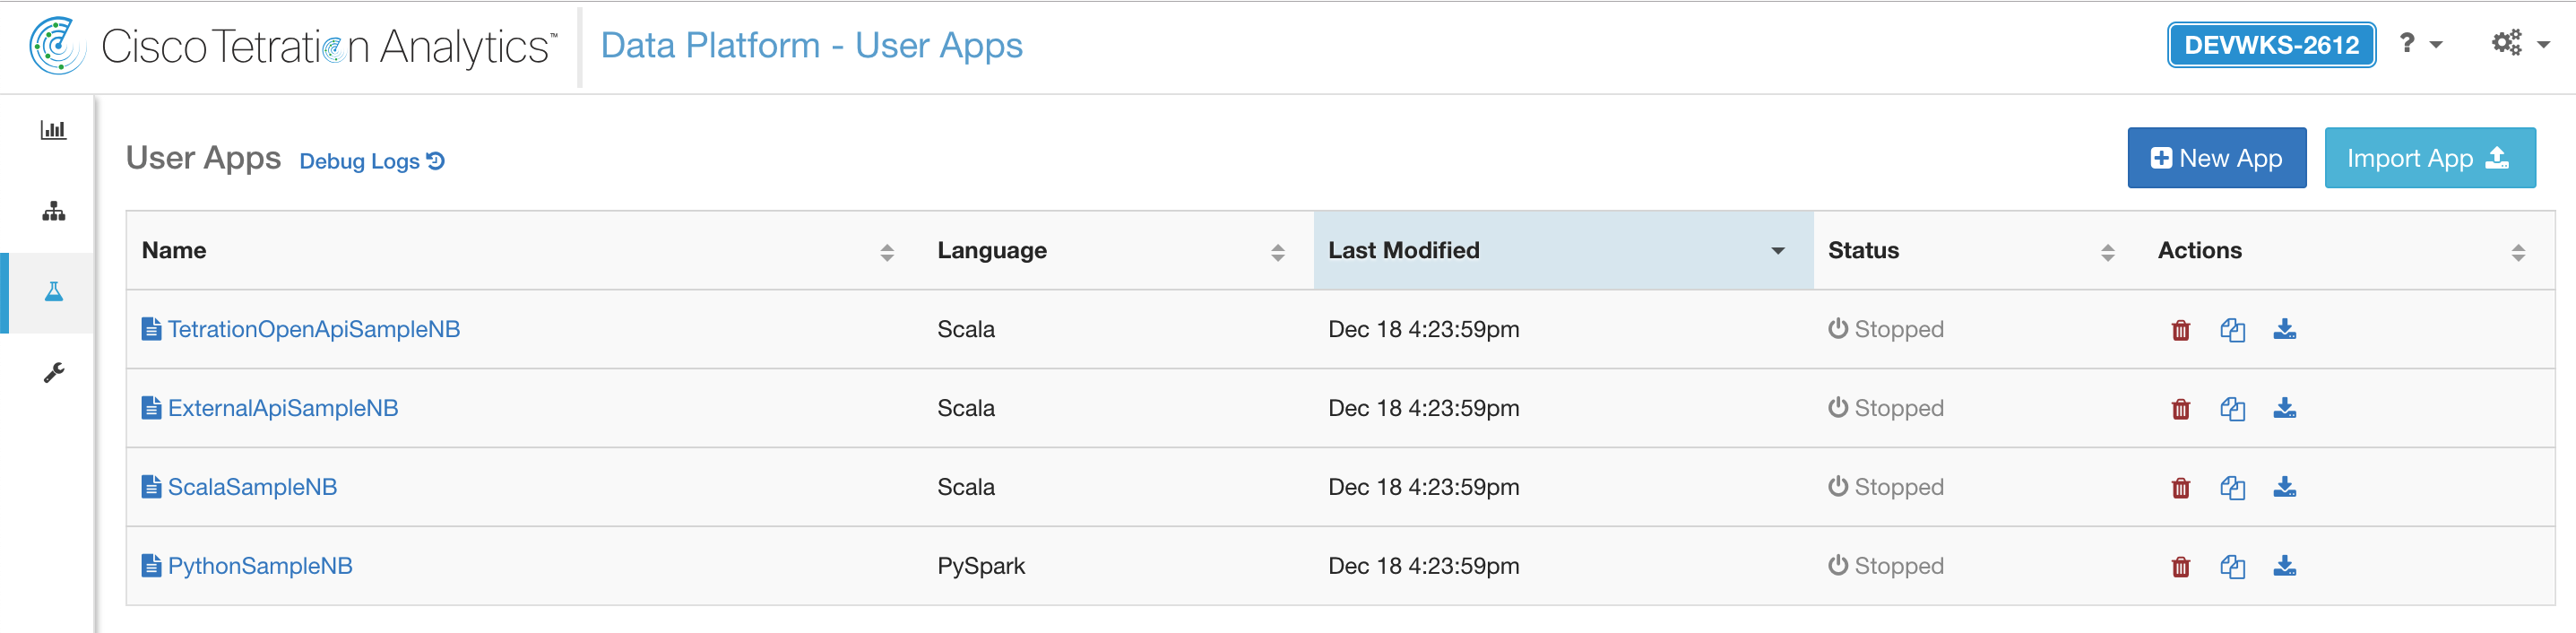 Cisco Tetration Analytics™ Data Platform - User Apps DEVWKS-2612 ?
User Apps Debug Logs New App Import App
Name Language Last Modified Status Actions
TetrationOpenApiSampleNB Scala Dec 18 4:23:59pm Stopped
ExternalApiSampleNB Scala Dec 18 4:23:59pm Stopped
ScalaSampleNB Scala Dec 18 4:23:59pm Stopped
PythonSampleNB PySpark Dec 18 4:23:59pm Stopped